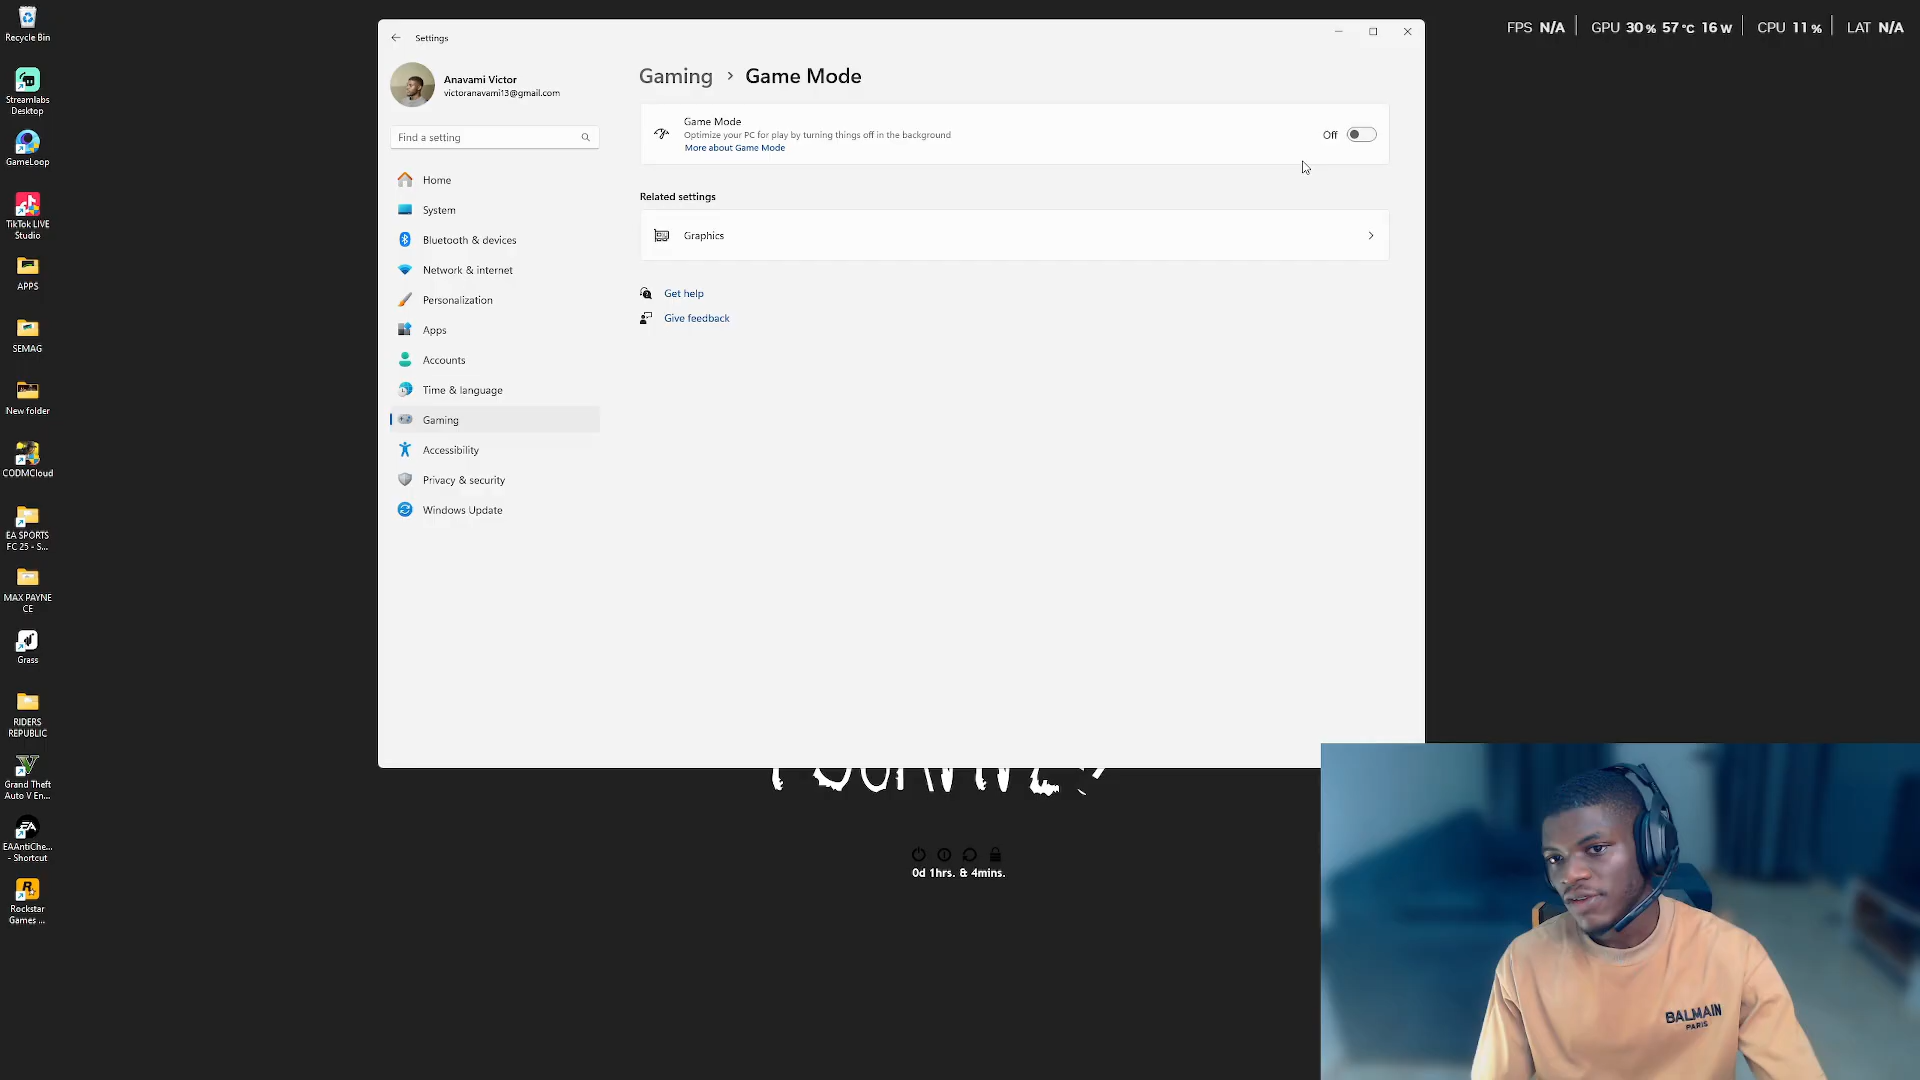 Recycle Bin
Streamlabs
Desktop
GameLoop
TikTok LIVE
Studio
APPS
SEMAG
New folder
CODMCloud
EA SPORTS
FC 25 - S...
MAX PAYNE
CE
Grass
RIDERS
REPUBLIC
Grand Theft
Auto V En...
EAAntiChe...
- Shortcut
Rockstar
Games ...
Settings
Anavami Victor
victoranavami13@gmail.com
Find a setting
Home
System
Bluetooth & devices
Network & internet
Personalization
Apps
Accounts
Time & language
Gaming
Accessibility
Privacy & security
Windows Update
Gaming > Game Mode
Game Mode
Optimize your PC for play by turning things off in the background
More about Game Mode
Off
Related settings
Graphics
Get help
Give feedback
FPS N/A GPU 30 % 57 °C 16 W CPU 11 % LAT N/A
0d 1hrs. & 4mins.
BALMAIN
PARIS